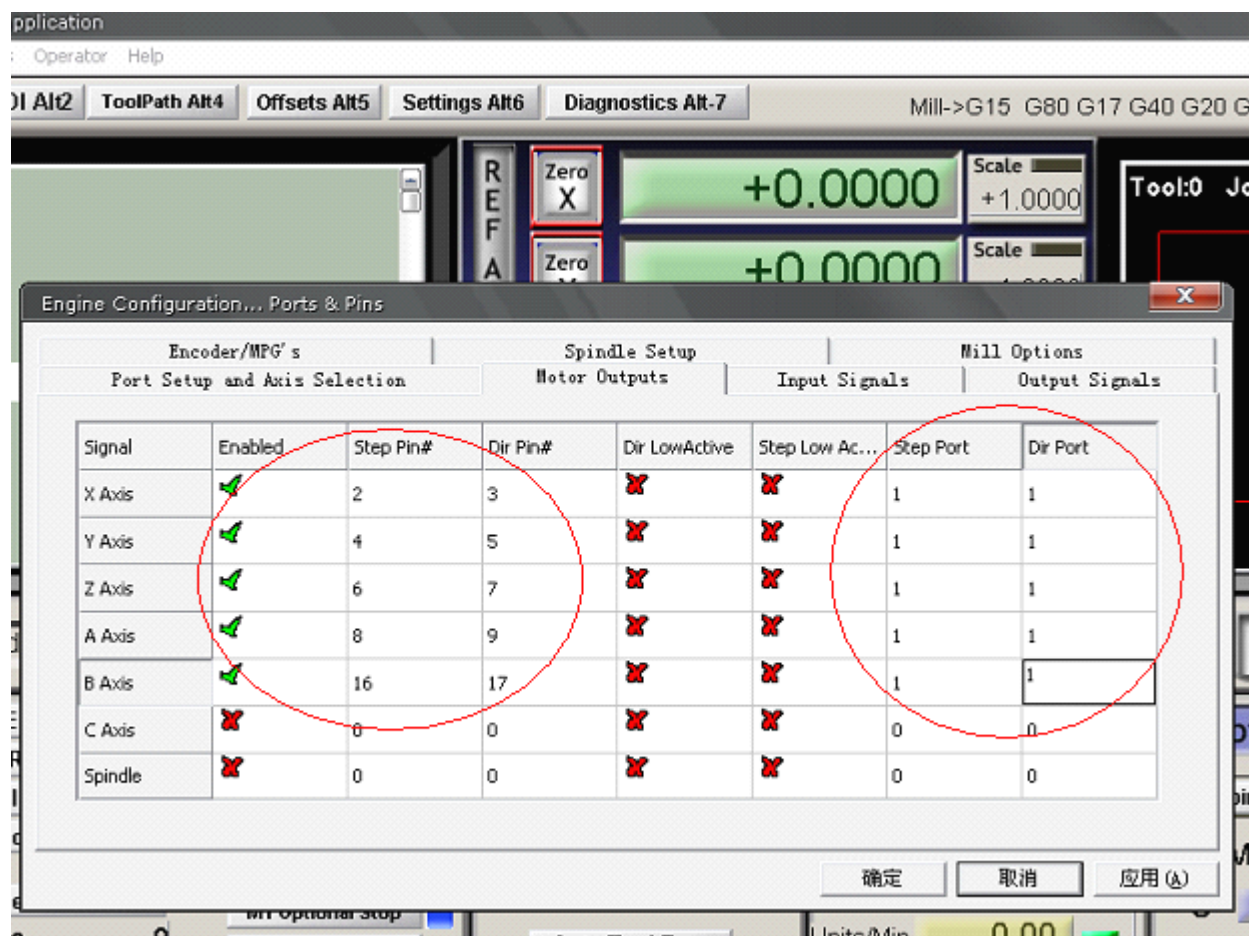 pplication
Operator Help
Alt2 ToolPath Alt4 Offsets Alt5 Settings Alt6 Diagnostics Alt-7 Mill->G15 G80 G17 G40 G20 G
REF A
Zero X +0.0000 Scale +1.0000 Tool:0
Zero +0.0000 Scale
Engine Configuration... Ports & Pins
Encoder/MPG's Spindle Setup Mill Options
Port Setup and Axis Selection Motor Outputs Input Signals Output Signals
Signal Enabled Step Pin# Dir Pin# Dir LowActive Step Low Ac... Step Port Dir Port
X Axis 2 3 1 1
Y Axis 4 5 1 1
Z Axis 6 7 1 1
A Axis 8 9 1 1
B Axis 16 17 1 1
C Axis 0 0 0 0
Spindle 0 0 0 0
确定 取消 应用(A)
M1 Optional Stop
Units/Min 0.00